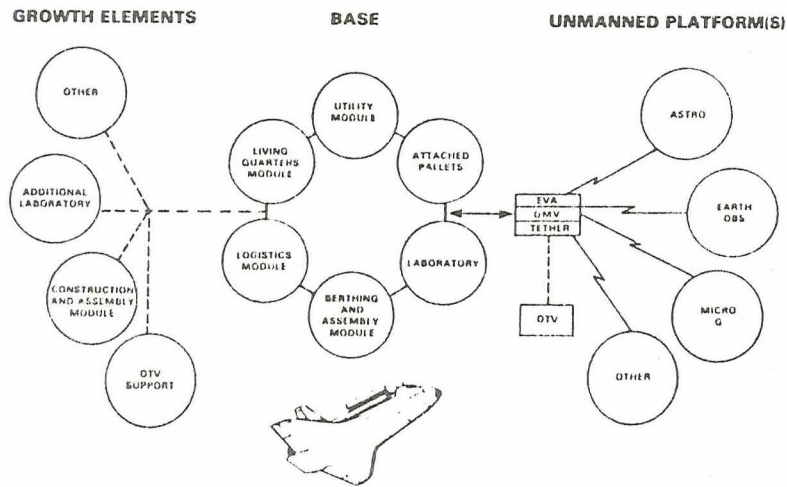 GROWTH ELEMENTS
BASE
UNMANNED PLATFORM(S)
OTHER
ADDITIONAL
LABORATORY
CONSTRUCTION
AND ASSEMBLY
MODULE
OTV
SUPPORT
UTILITY
MODULE
LIVING
QUARTERS
MODULE
ATTACHED
PALLETS
LOGISTICS
MODULE
LABORATORY
BERTHING
AND
ASSEMBLY
MODULE
EVA
OMV
TETHER
OTV
ASTRO
EARTH
OBS
MICRO
G
OTHER